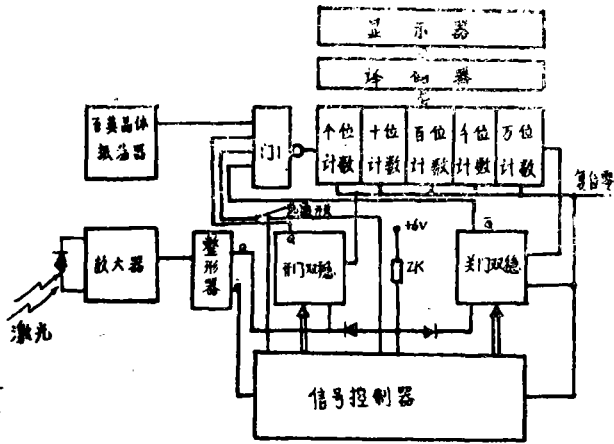 显示器
译码器
百英晶体
振荡器
门1
个位
计数
十位
计数
百位
计数
千位
计数
万位
计数
复位零
Q
开门双稳
+6V
2K
Q̄
关门双稳
放大器
整形器
激光
信号控制器